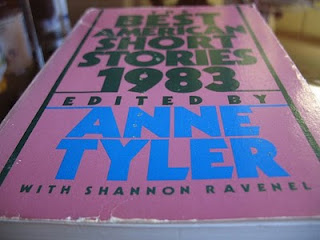 BEST
AMERICAN
SHORT
STORIES
1983
EDITED BY
ANNE
TYLER
WITH SHANNON RAVENEL